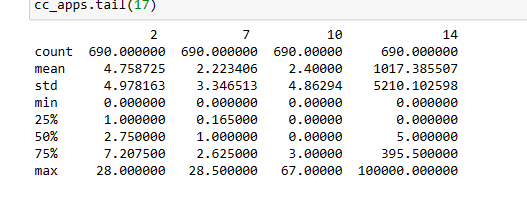 cc_apps.tail(17)
2 7 10 14
count 690.000000 690.000000 690.00000 690.000000
mean 4.758725 2.223406 2.40000 1017.385507
std 4.978163 3.346513 4.86294 5210.102598
min 0.000000 0.000000 0.00000 0.000000
25% 1.000000 0.165000 0.00000 0.000000
50% 2.750000 1.000000 0.00000 5.000000
75% 7.207500 2.625000 3.00000 395.500000
max 28.000000 28.500000 67.00000 100000.000000